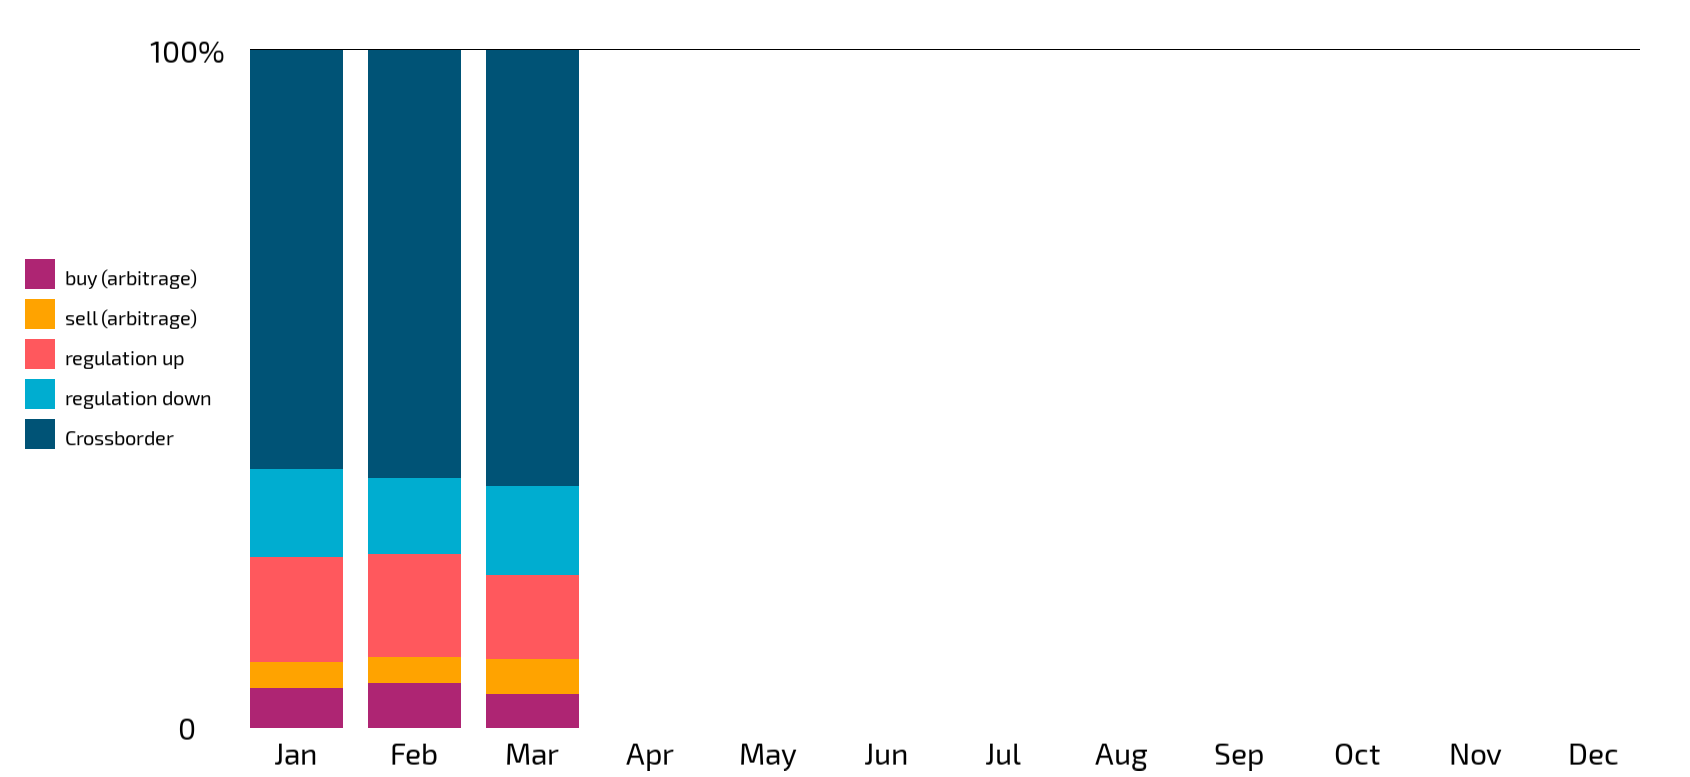 100%
buy (arbitrage)
sell (arbitrage)
regulation up
regulation down
Crossborder
0
Jan Feb Mar Apr May Jun Jul Aug Sep Oct Nov Dec